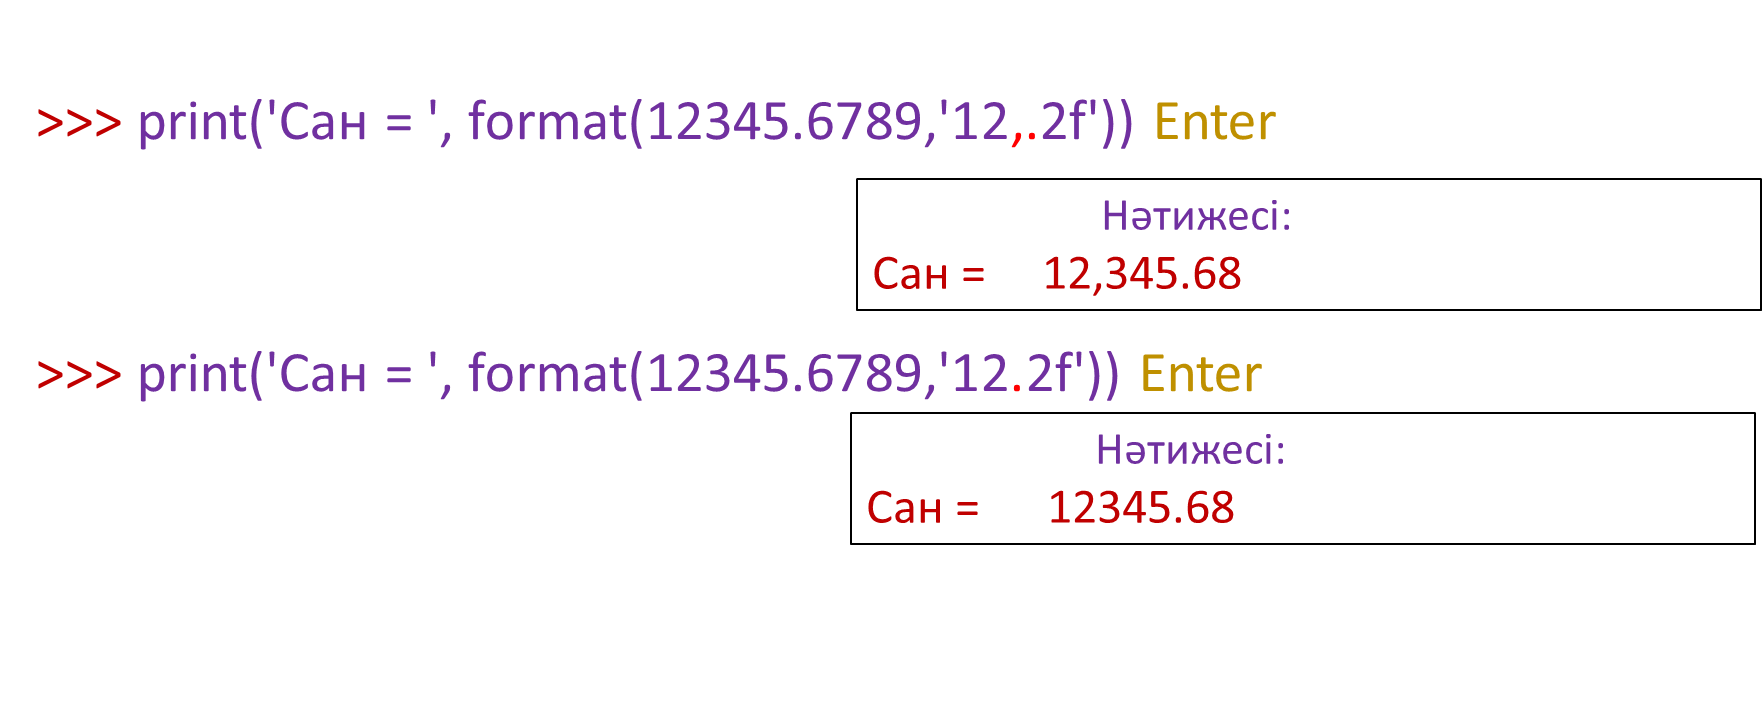 >>> print('Сан = ', format(12345.6789,'12,.2f')) Enter
Нәтижесі:
Сан =     12,345.68
>>> print('Сан = ', format(12345.6789,'12.2f')) Enter
Нәтижесі:
Сан =      12345.68